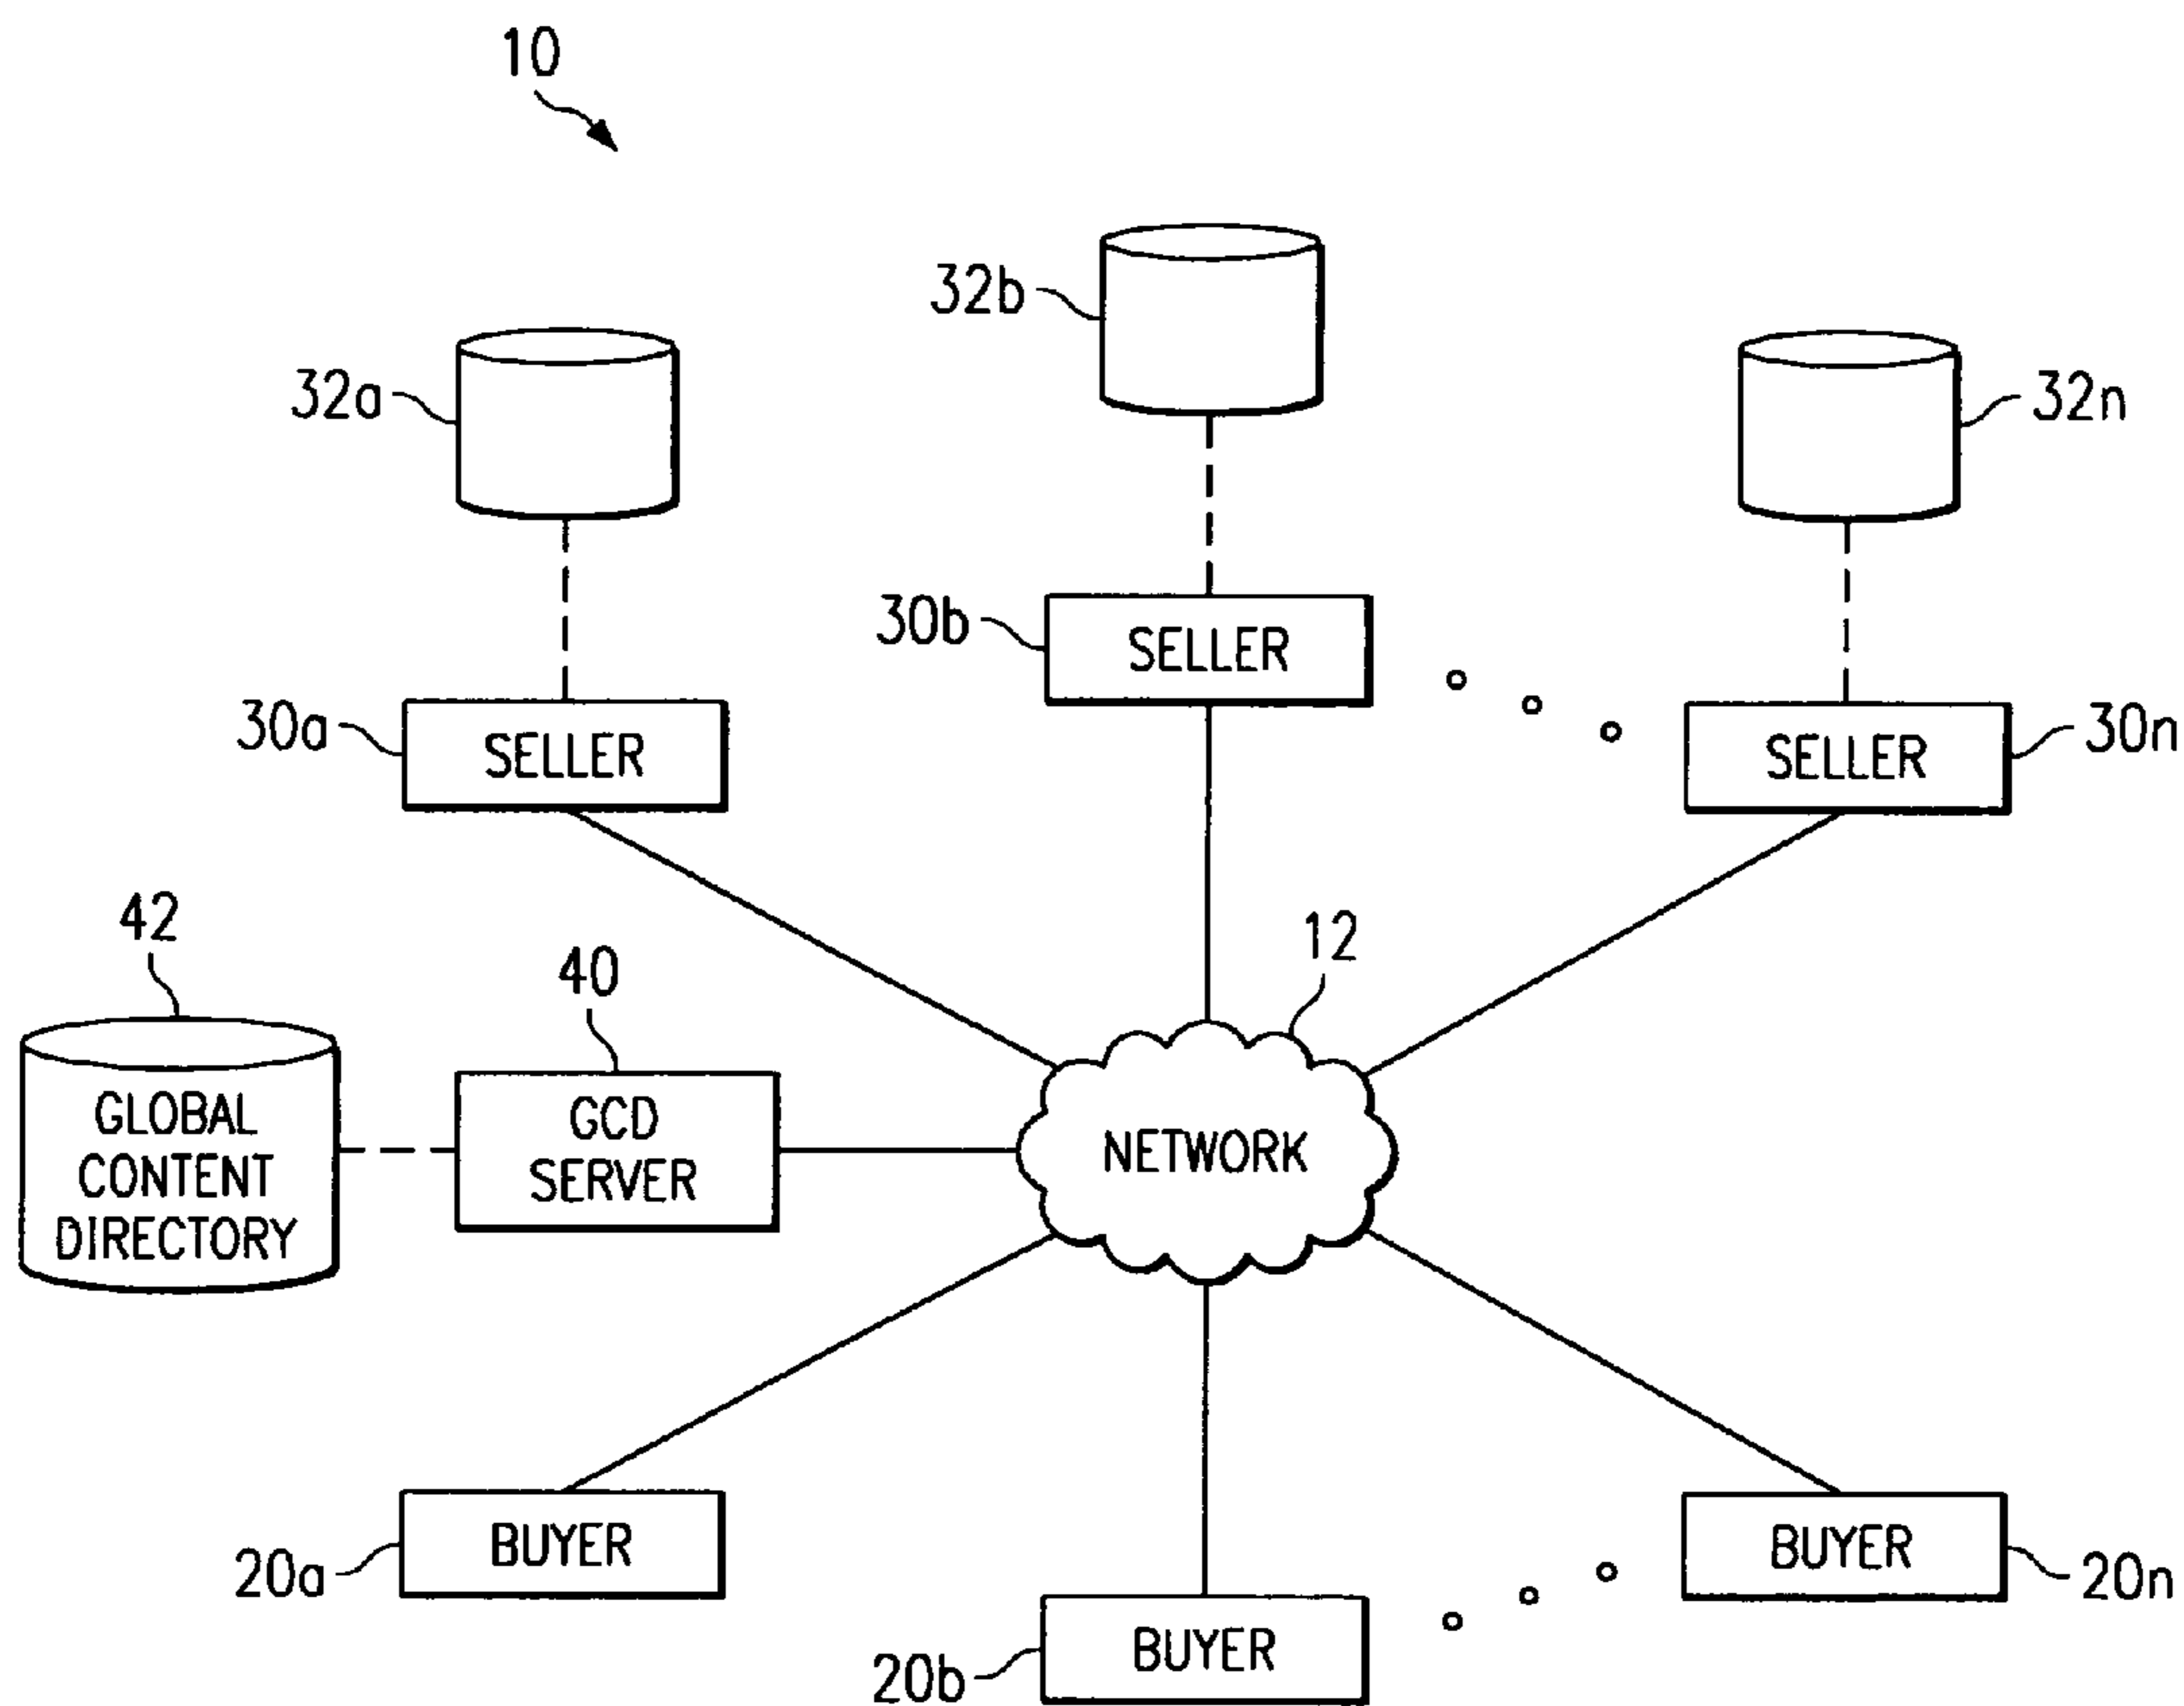 10
32b
32a
32n
30b
SELLER
30a
SELLER
SELLER
30n
42
40
12
GLOBAL
CONTENT
DIRECTORY
GCD
SERVER
NETWORK
20a
BUYER
BUYER
20n
20b
BUYER